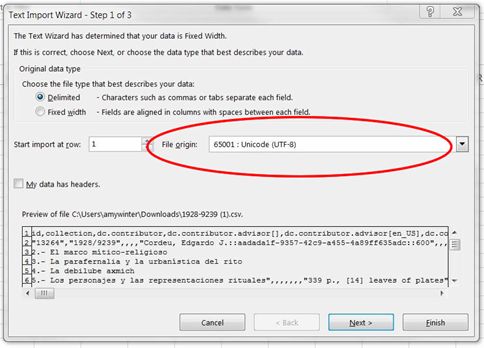 Text Import Wizard - Step 1 of 3
The Text Wizard has determined that your data is Fixed Width.
If this is correct, choose Next, or choose the data type that best describes your data.
Original data type
Choose the file type that best describes your data:
Delimited - Characters such as commas or tabs separate each field.
Fixed width - Fields are aligned in columns with spaces between each field.
Start import at row: 1 File origin: 65001 : Unicode (UTF-8)
My data has headers.
Preview of file C:\Users\amywinter\Downloads\1928-9239 (1).csv.
1 id,collection,dc.contributor,dc.contributor.advisor[],dc.contributor.advisor[en_US],dc.co
2 "13264","1928/9239",,,,"Cordeu, Edgardo J.::aadada1f-9357-42c9-a455-4a89ff635adc::600",,,
3 2.- El marco mítico-religioso
4 3. La parafernalia y la urbanística del rito
5 4. La debilube axmich
6 5.- Los personajes y las representaciones rituales",,,,,,,"339 p., [14] leaves of plates"
Cancel < Back Next > Finish